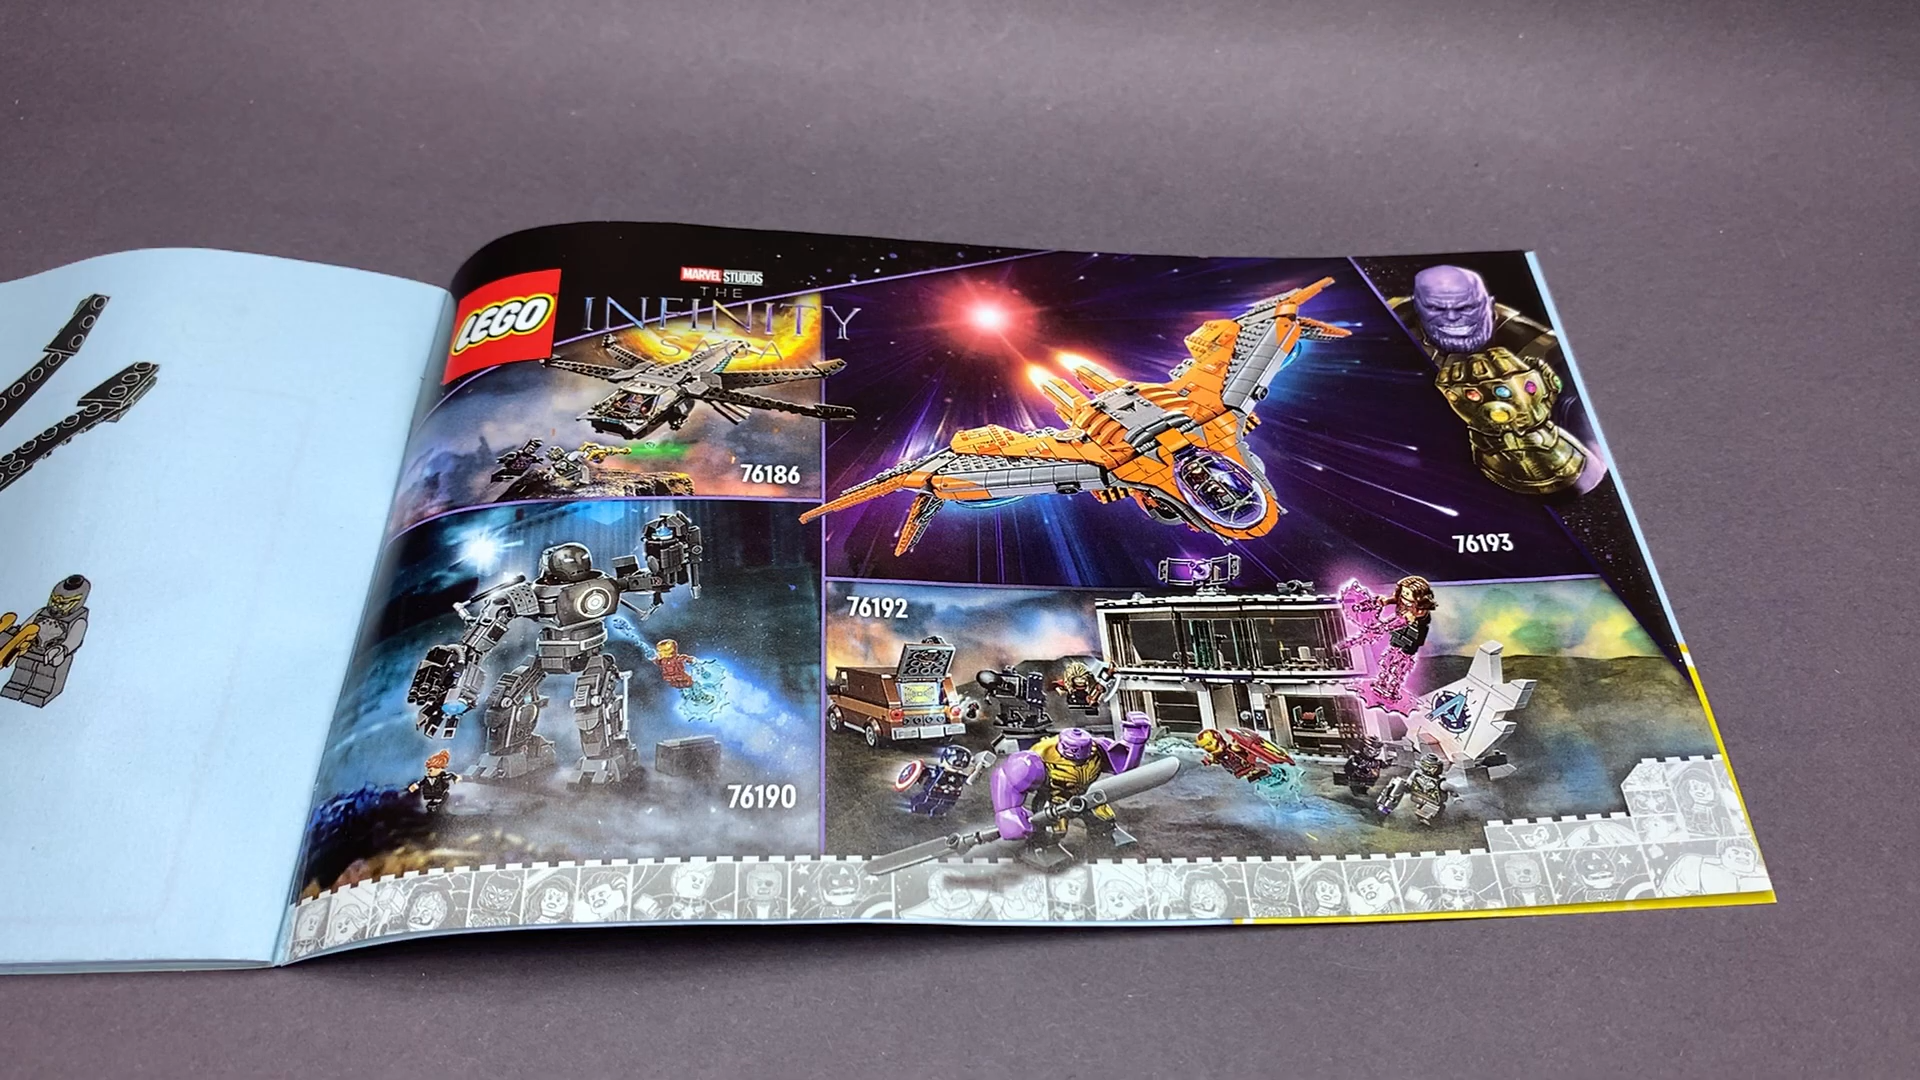 LEGO
MARVEL STUDIOS
THE
INFINITY
SAGA
76186
76193
76192
76190